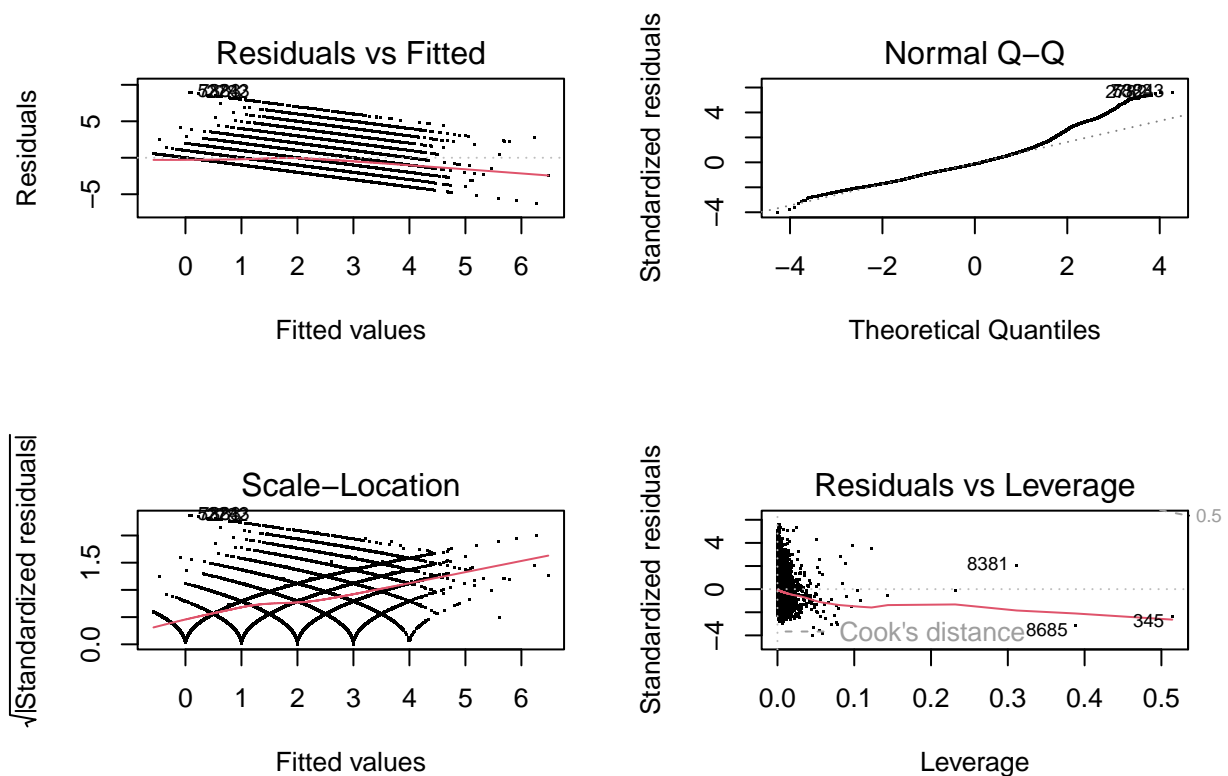 Residuals vs Fitted
Residuals
5
−5
0 1 2 3 4 5 6
Fitted values
Normal Q−Q
Standardized residuals
4
0
−4
−4 −2 0 2 4
Theoretical Quantiles
Scale−Location
√|Standardized residuals|
1.5
0.0
0 1 2 3 4 5 6
Fitted values
Residuals vs Leverage
Standardized residuals
4
0
−4
0.5
8381
345
8685
Cook's distance
0.0 0.1 0.2 0.3 0.4 0.5
Leverage